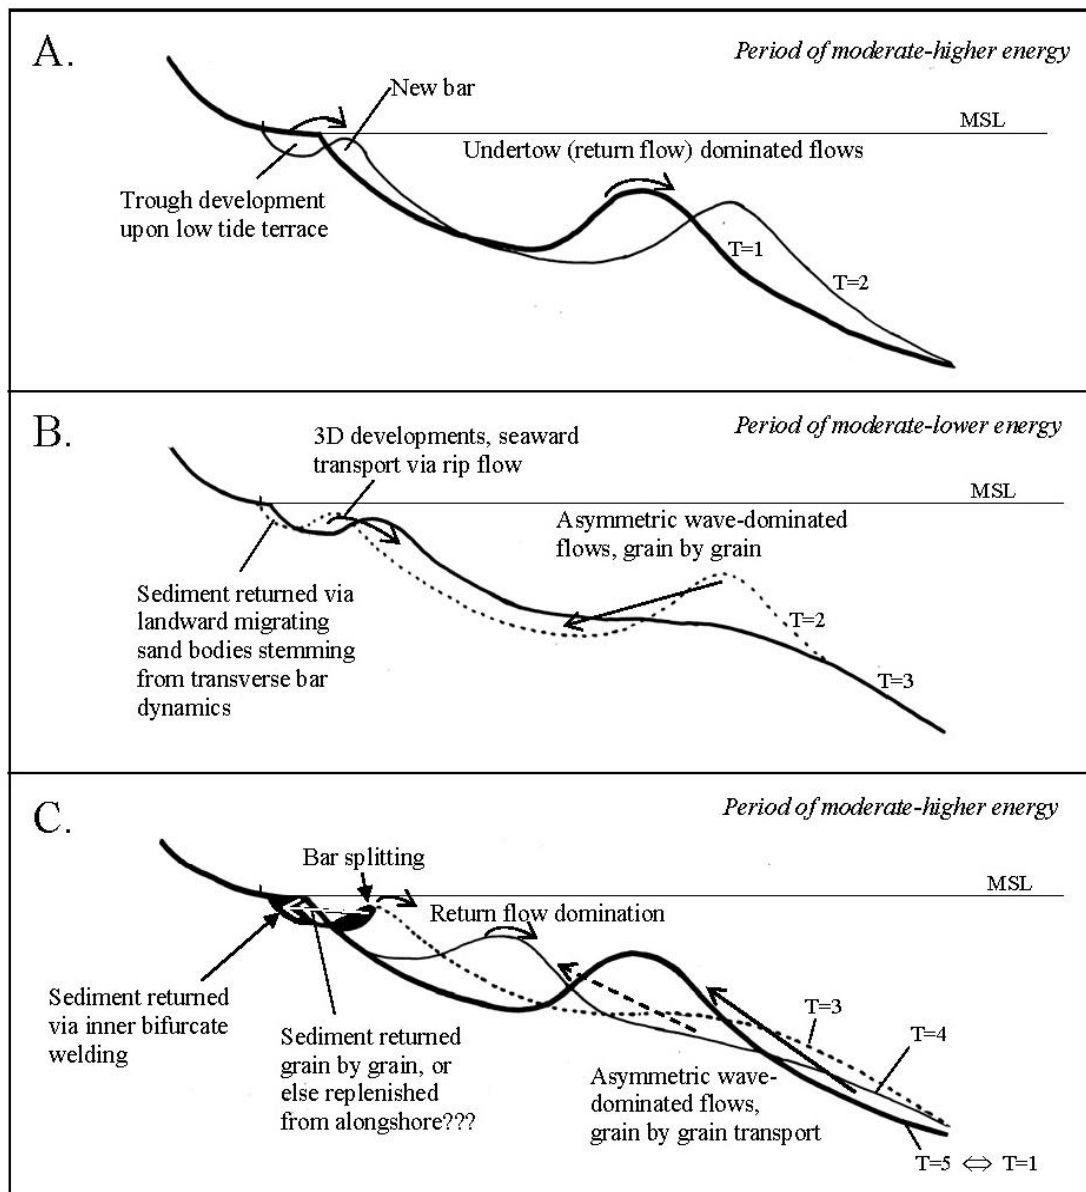 A.
Period of moderate-higher energy
New bar
MSL
Undertow (return flow) dominated flows
Trough development
upon low tide terrace
T=1
T=2
B.
Period of moderate-lower energy
3D developments, seaward
transport via rip flow
MSL
Asymmetric wave-dominated
flows, grain by grain
Sediment returned via
landward migrating
sand bodies stemming
from transverse bar
dynamics
T=2
T=3
C.
Period of moderate-higher energy
Bar splitting
MSL
Return flow domination
Sediment returned
via inner bifurcate
welding
Sediment returned
grain by grain, or
else replenished
from alongshore???
T=3
T=4
Asymmetric wave-
dominated flows,
grain by grain transport
T=5 ⇔ T=1